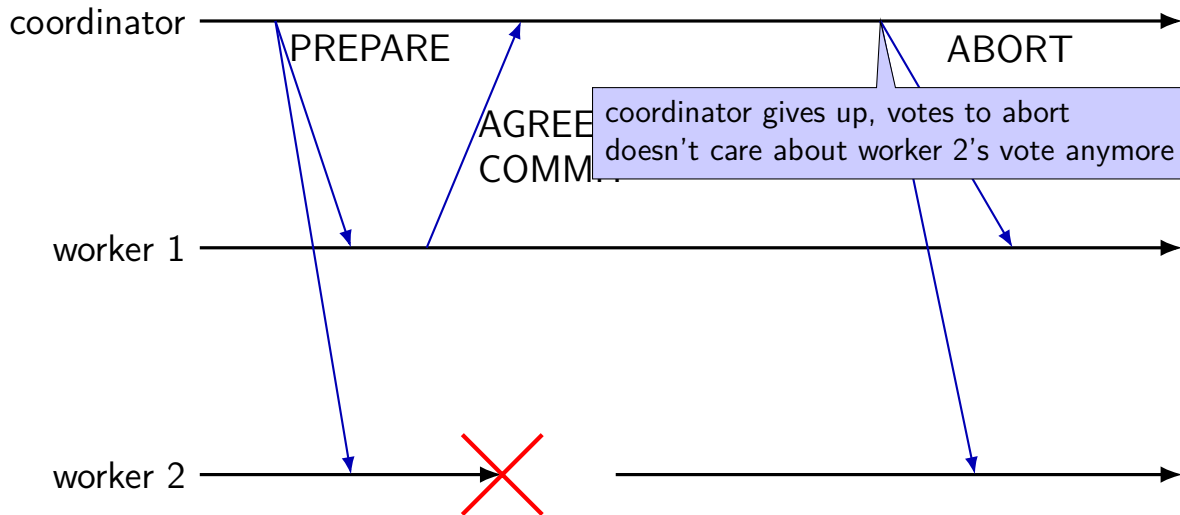 coordinator
PREPARE
ABORT
AGREE
coordinator gives up, votes to abort
doesn't care about worker 2's vote anymore
worker 1
worker 2